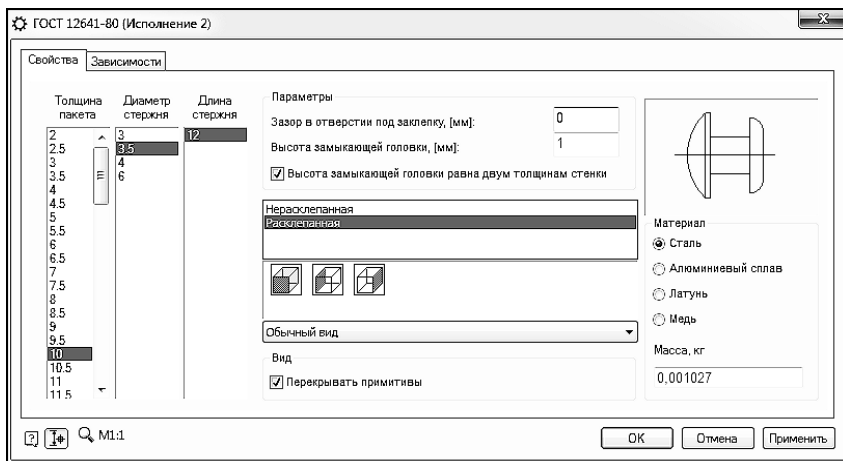 ГОСТ 12641-80 (Исполнение 2)
Свойства
Зависимости
Толщина пакета
2
2.5
3
3.5
4
4.5
5
5.5
6
6.5
7
7.5
8
8.5
9
9.5
10
10.5
11
11.5
Диаметр стержня
3
3.5
4
6
Длина стержня
12
Параметры
Зазор в отверстии под заклепку, [мм]:
0
Высота замыкающей головки, [мм]:
1
Высота замыкающей головки равна двум толщинам стенки
Нерасклепанная
Расклепанная
Обычный вид
Вид
Перекрывать примитивы
Материал
Сталь
Алюминиевый сплав
Латунь
Медь
Масса, кг
0,001027
М1:1
OK
Отмена
Применить